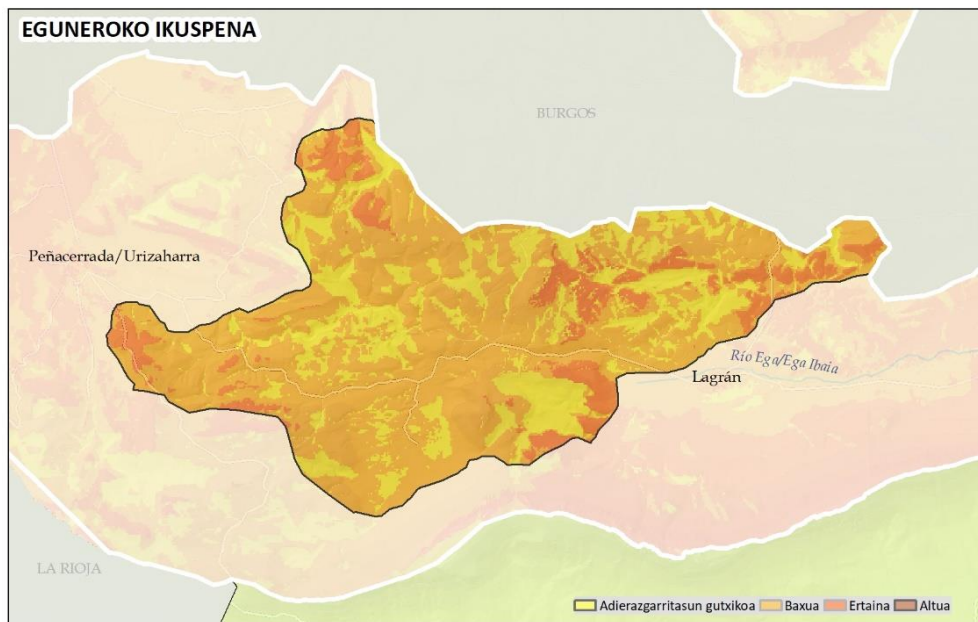 EGUNEROKO IKUSPENA
BURGOS
Peñacerrada/Urizaharra
Río Ega/Ega Ibaia
Lagrán
LA RIOJA
Adierazgarritasun gutxikoa Baxua Ertaina Altua